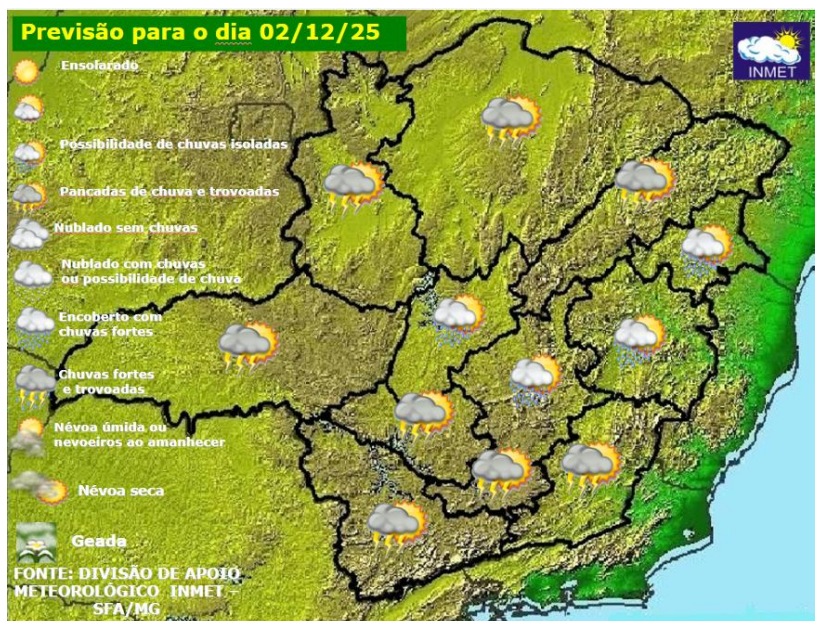 Previsão para o dia 02/12/25
INMET
Ensolarado
Possibilidade de chuvas isoladas
Pancadas de chuva e trovoadas
Nublado sem chuvas
Nublado com chuvas
ou possibilidade de chuva
Encoberto com
chuvas fortes
Chuvas fortes
e trovoadas
Névoa úmida ou
nevoeiros ao amanhecer
Névoa seca
Geada
FONTE: DIVISÃO DE APOIO
METEOROLÓGICO INMET -
SFA/MG